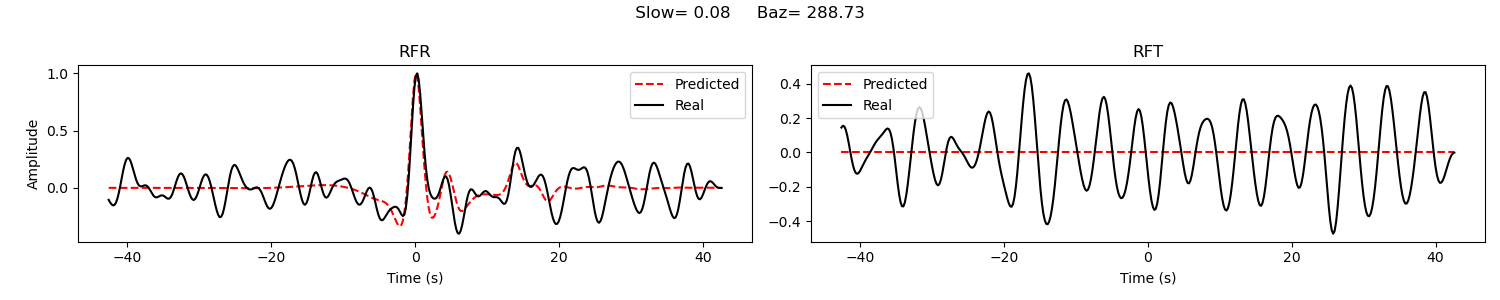 Slow= 0.08     Baz= 288.73
RFR
RFT
Amplitude
1.0
0.5
0.0
Predicted
Real
−40
−20
0
20
40
Time (s)
0.4
0.2
0.0
−0.2
−0.4
Predicted
Real
−40
−20
0
20
40
Time (s)